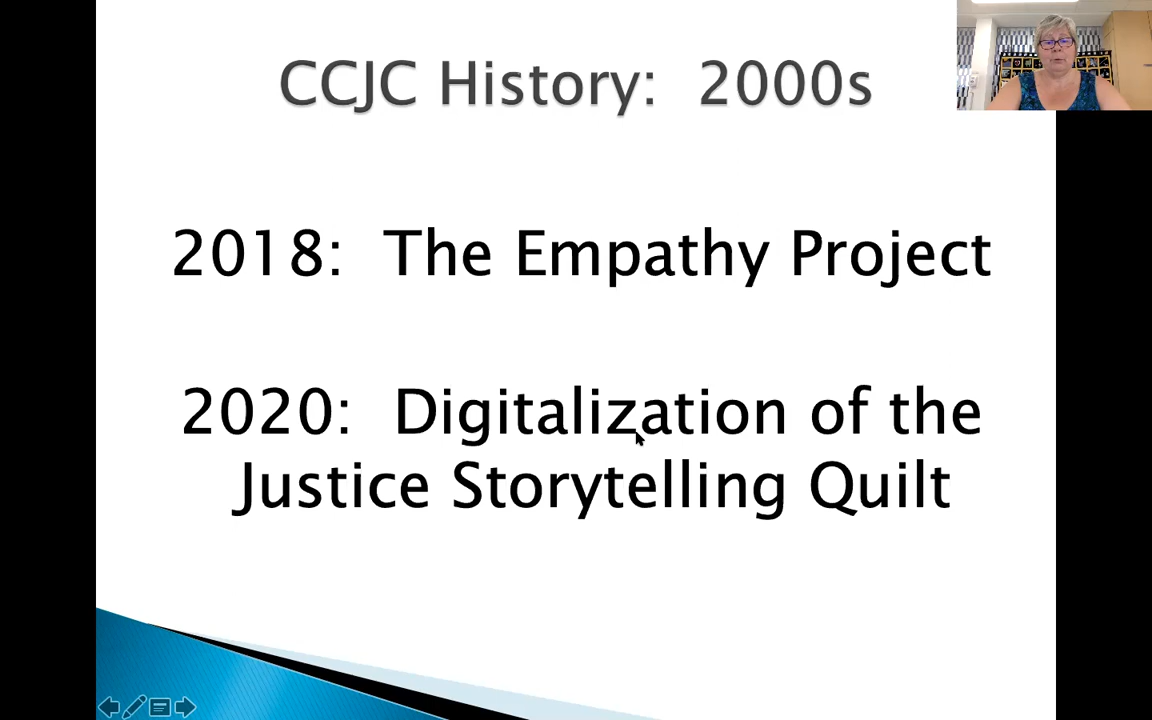 CCJC History: 2000s
2018: The Empathy Project
2020: Digitalization of the
Justice Storytelling Quilt